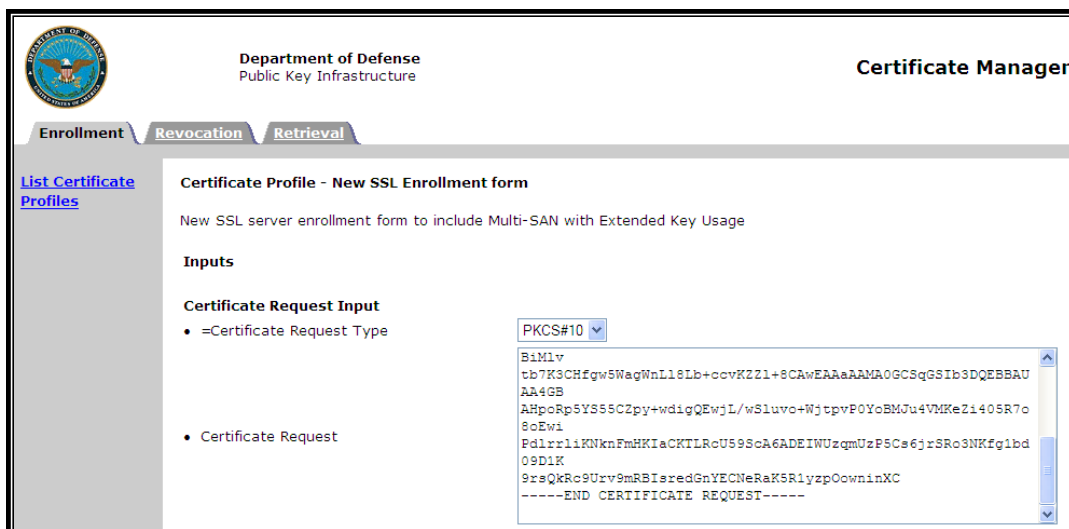 Department of Defense
Public Key Infrastructure
Certificate Manager
Enrollment
Revocation
Retrieval
List Certificate
Profiles
Certificate Profile - New SSL Enrollment form
New SSL server enrollment form to include Multi-SAN with Extended Key Usage
Inputs
Certificate Request Input
• =Certificate Request Type
PKCS#10
• Certificate Request
BiMlv
tb7K3CHfgw5WagWnLl8Lb+ccvKZZl+8CAwEAAaAAMA0GCSqGSIb3DQEBBAU
AA4GB
AHpoRp5YS55CZpy+wdigQEwjL/wSluvo+WjtpvP0YoBMJu4VMKeZi405R7o
8oEwi
PdlrrliKNknFmHKIaCKTLRcU59ScA6ADEIWUzqmUzP5Cs6jrSRo3NKfglbd
09D1K
9rsQkRc9Urv9mRBIsredGnYECNeRaK5R1yzpOowninXC
-----END CERTIFICATE REQUEST-----